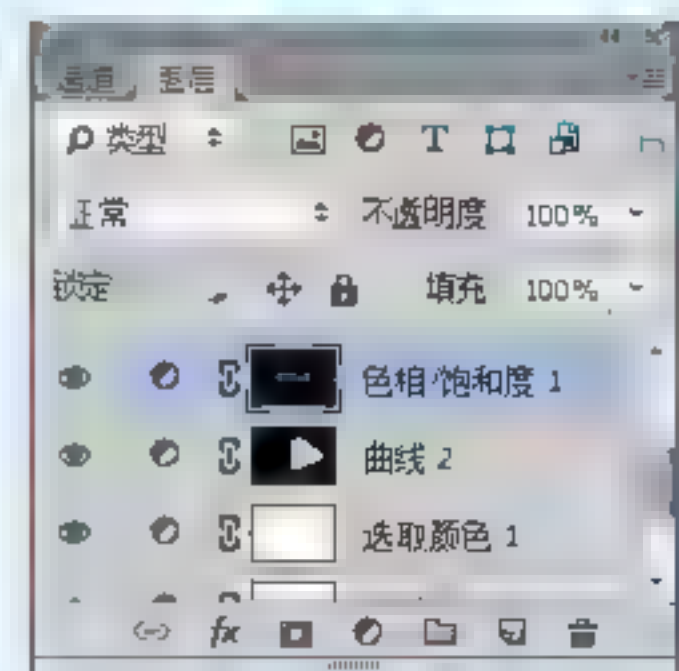 通道 图层
类型 T
正常 不透明度 100%
锁定 填充 100%
色相/饱和度 1
曲线 2
选取颜色 1
fx